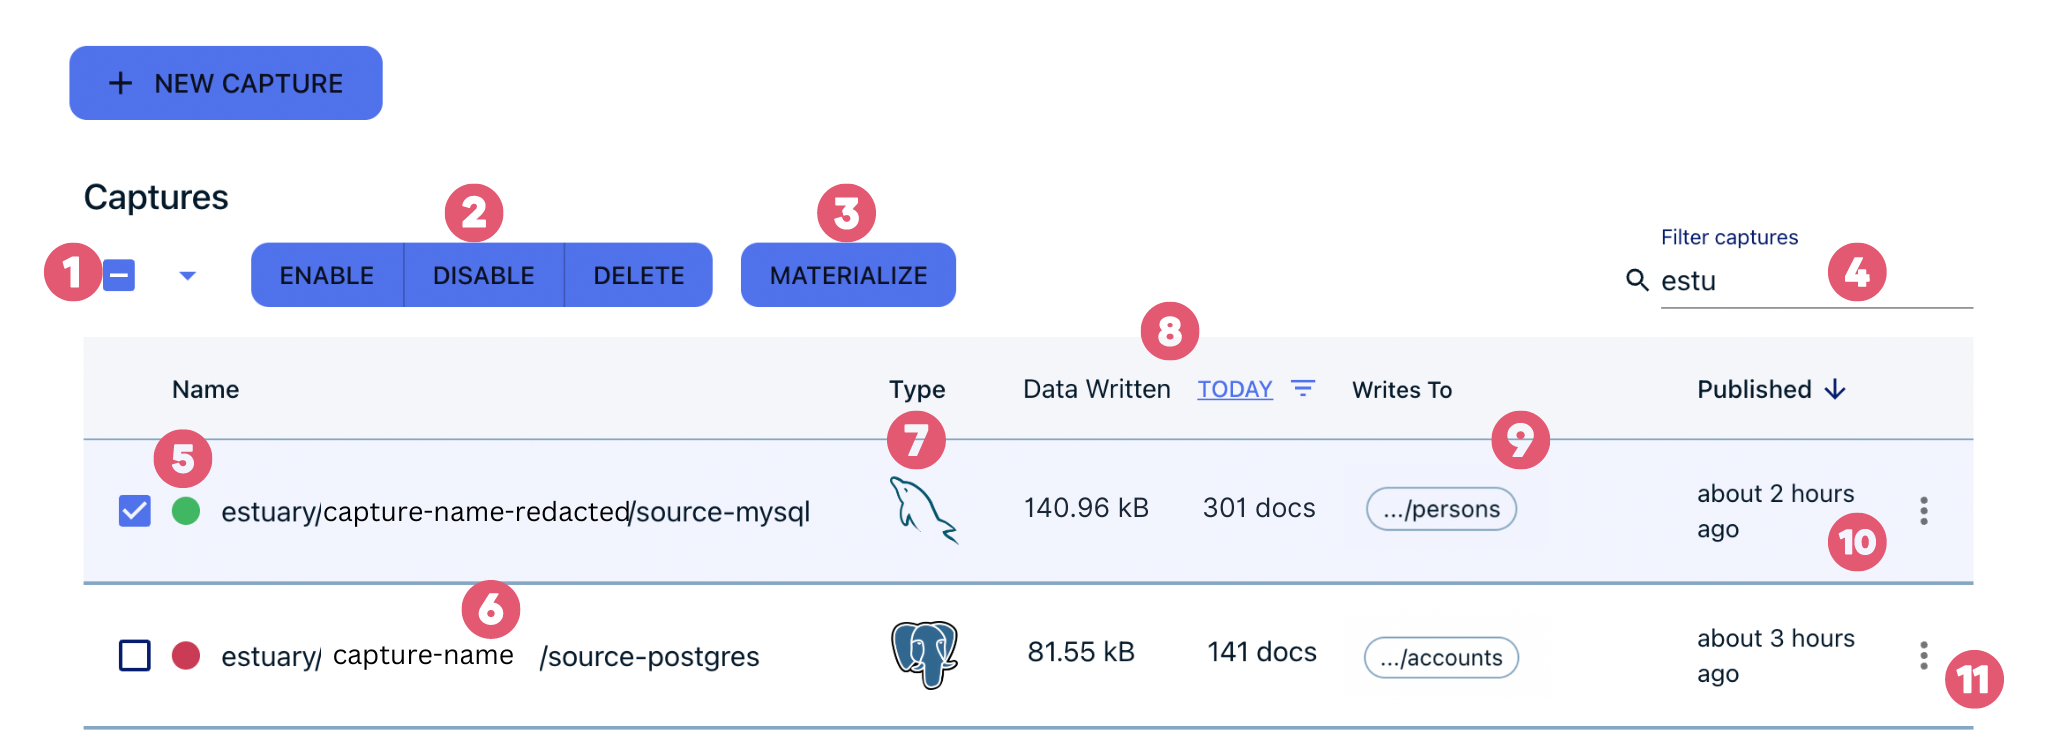 + NEW CAPTURE
Captures
1
2
3
ENABLE DISABLE DELETE MATERIALIZE
Filter captures
estu
4
8
Name Type Data Written TODAY Writes To Published
5
7
9
estuary/capture-name-redacted/source-mysql 140.96 kB 301 docs .../persons about 2 hours
ago
10
6
estuary/ capture-name /source-postgres 81.55 kB 141 docs .../accounts about 3 hours
ago
11